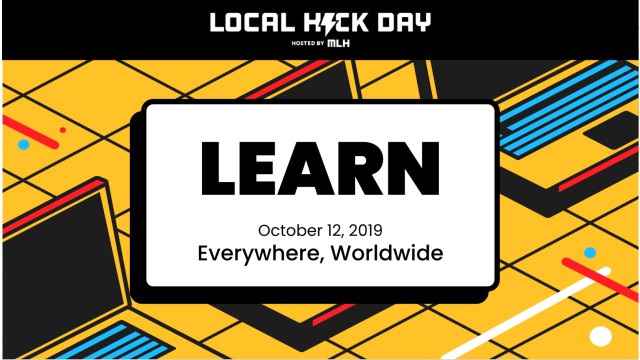 LOCAL HACK DAY
HOSTED BY MLH
LEARN
October 12, 2019
Everywhere, Worldwide